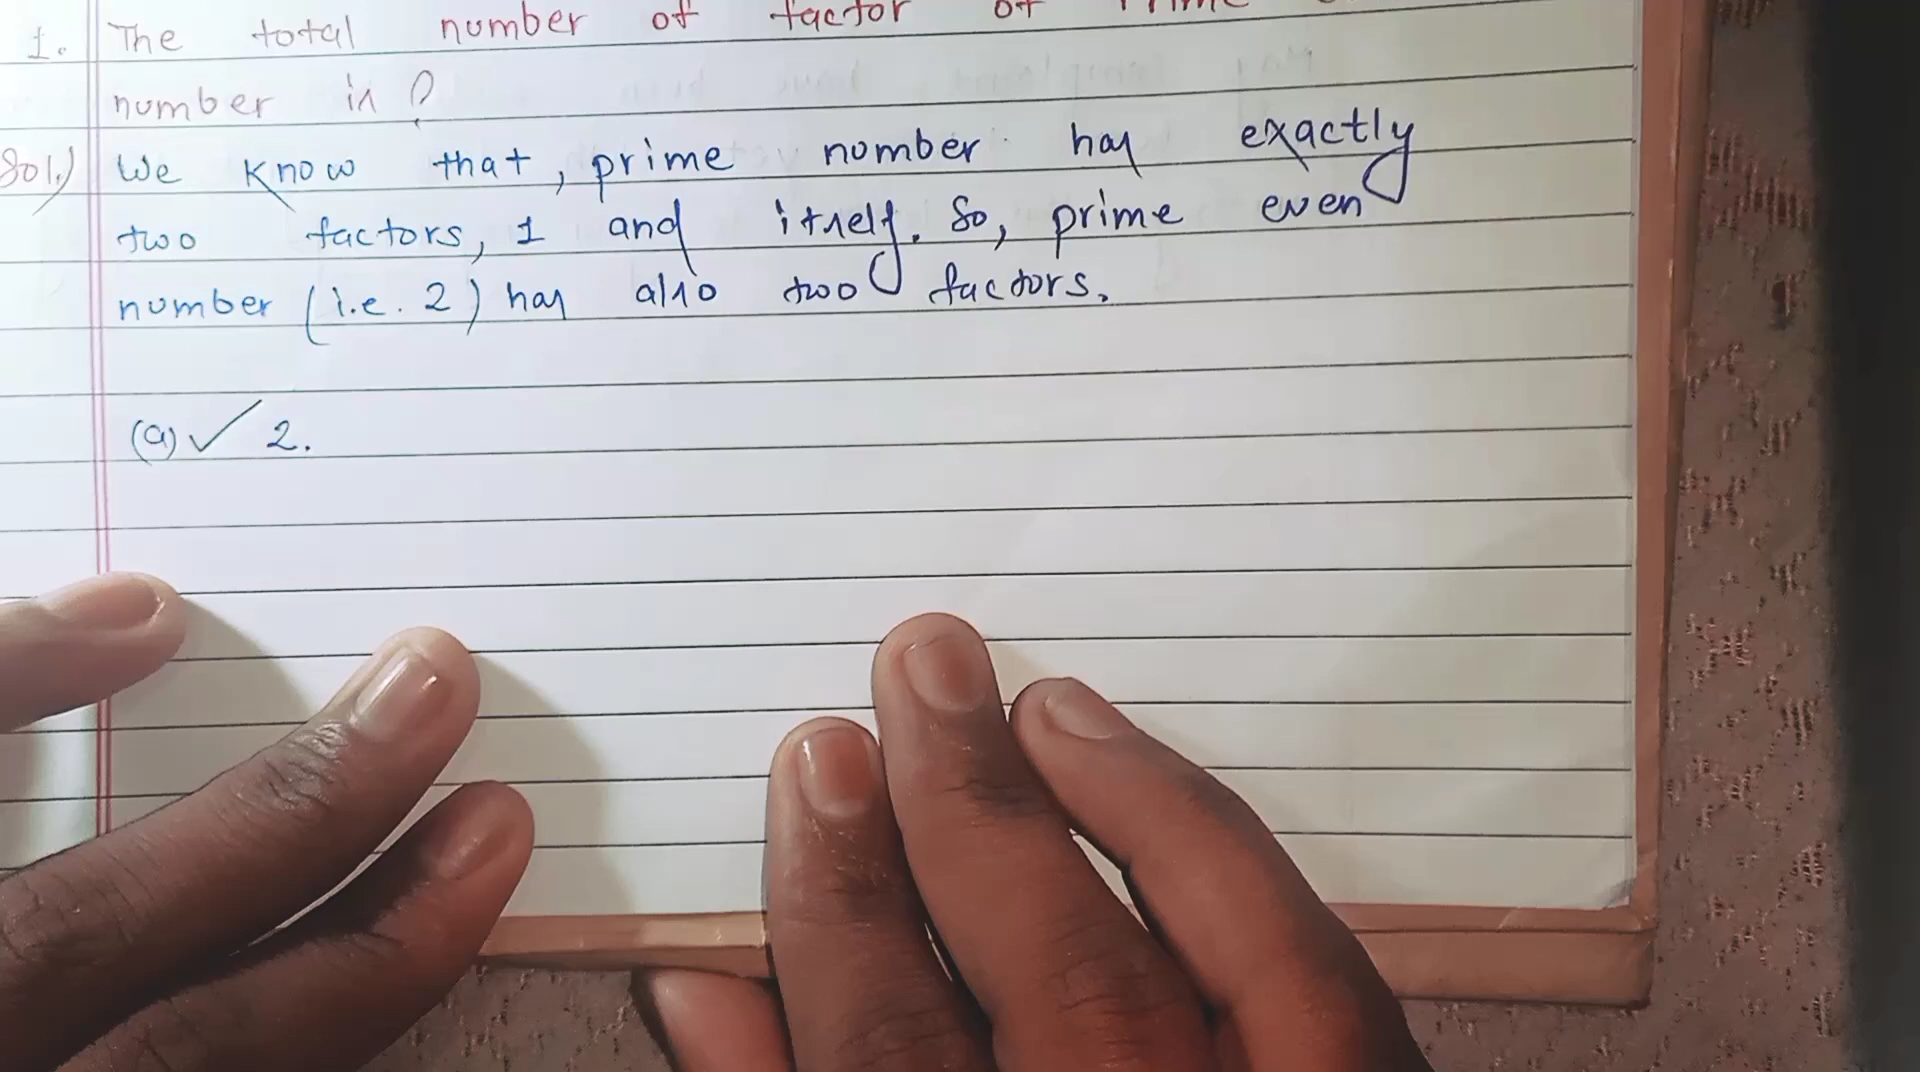 1. The total number of factor of Prime
number is ?
Sol.) We know that, prime number has exactly
two factors, 1 and itself. So, prime even
number (i.e. 2) has also two factors.
(a) ✓ 2.